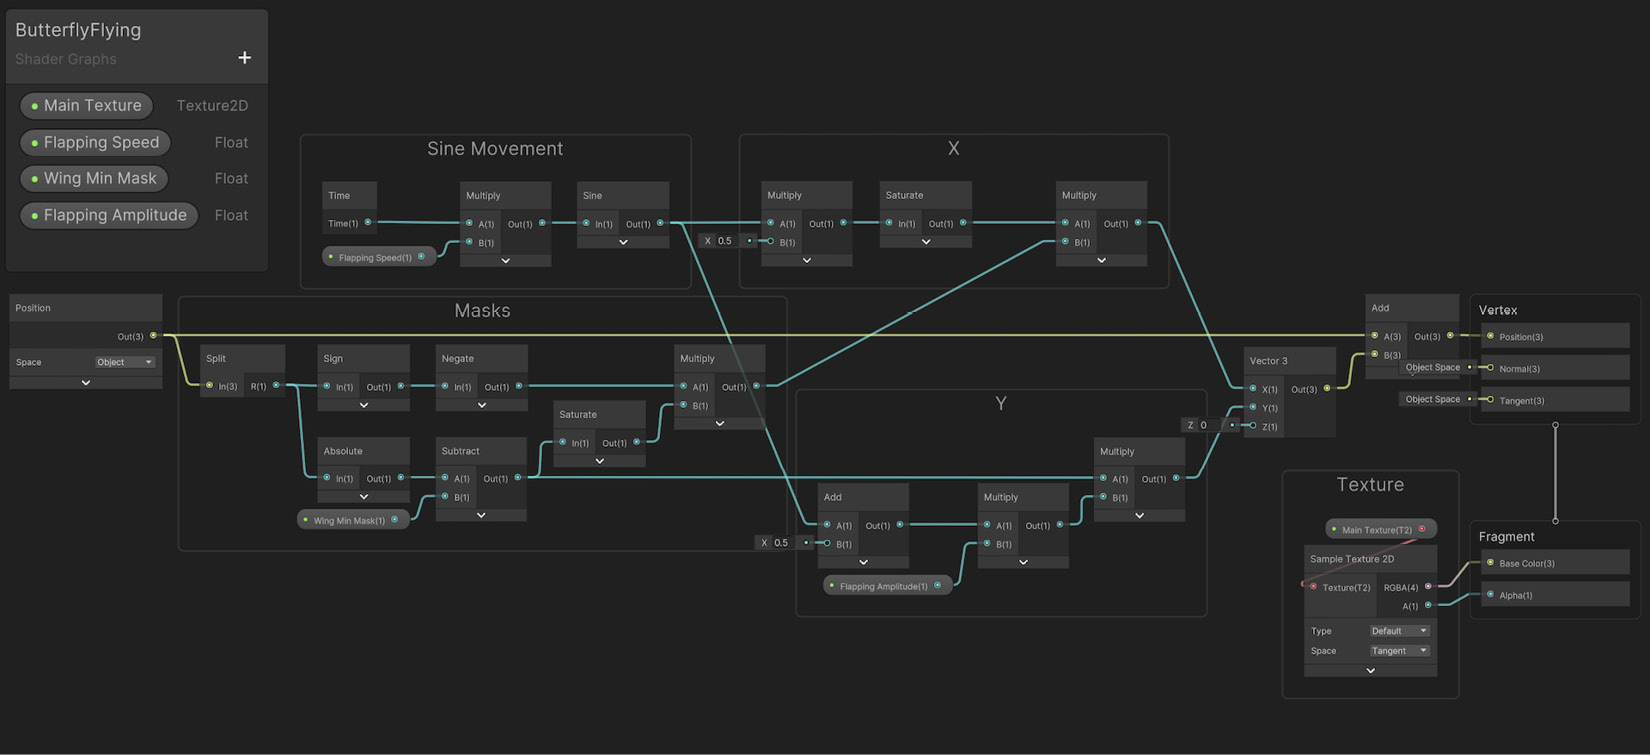 ButterflyFlying
Shader Graphs
+
Main Texture Texture2D
Flapping Speed Float
Wing Min Mask Float
Flapping Amplitude Float
Sine Movement
Time
Time(1)
Flapping Speed(1)
Multiply
A(1) Out(1)
B(1)
Sine
In(1) Out(1)
X
X 0.5
Multiply
A(1) Out(1)
B(1)
Saturate
In(1) Out(1)
Multiply
A(1) Out(1)
B(1)
Position
Out(3)
Space Object
Masks
Split
In(3) R(1)
Sign
In(1) Out(1)
Negate
In(1) Out(1)
Multiply
A(1) Out(1)
B(1)
Saturate
In(1) Out(1)
Absolute
In(1) Out(1)
Subtract
A(1) Out(1)
B(1)
Wing Min Mask(1)
Y
X 0.5
Add
A(1) Out(1)
B(1)
Flapping Amplitude(1)
Multiply
A(1) Out(1)
B(1)
Multiply
A(1) Out(1)
B(1)
Z 0
Vector 3
X(1) Out(3)
Y(1)
Z(1)
Add
A(3) Out(3)
B(3)
Vertex
Position(3)
Object Space Normal(3)
Object Space Tangent(3)
Texture
Main Texture(T2)
Sample Texture 2D
Texture(T2) RGBA(4)
A(1)
Type Default
Space Tangent
Fragment
Base Color(3)
Alpha(1)